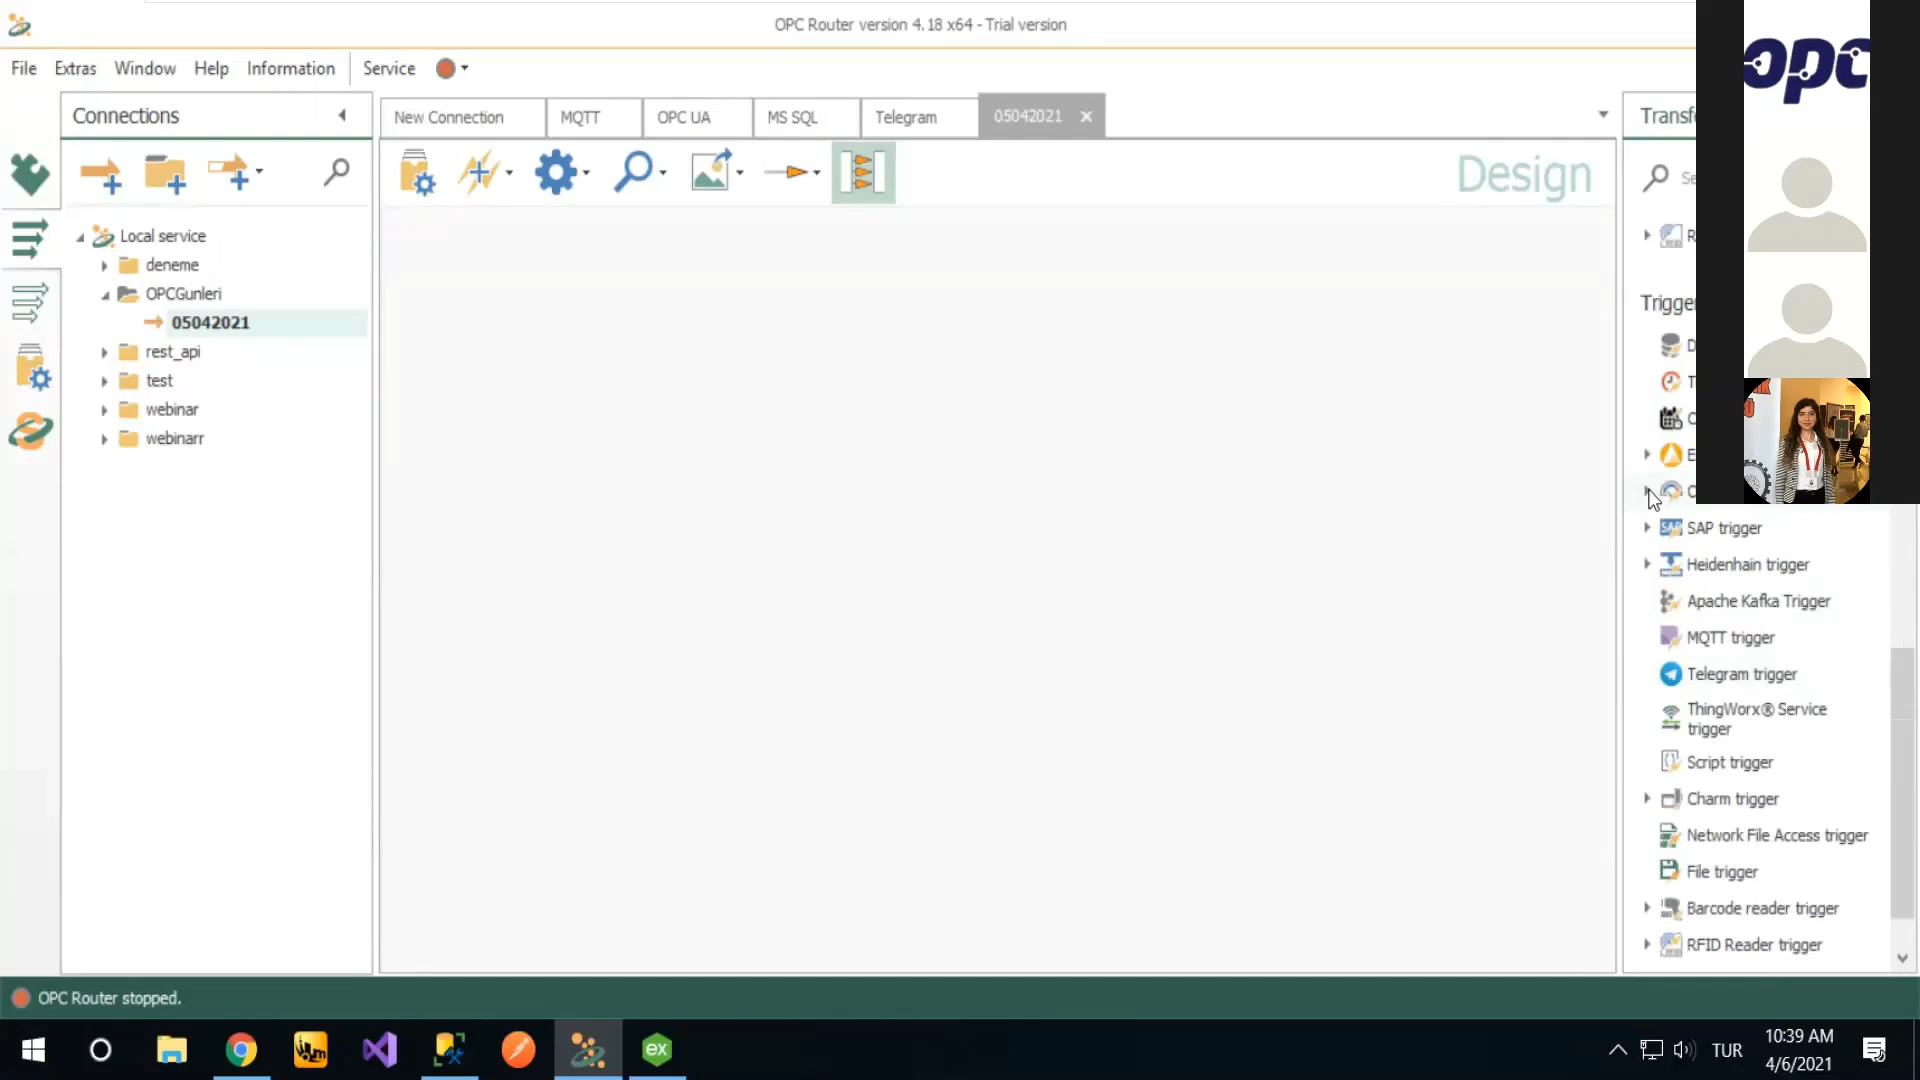 OPC Router version 4.18 x64 - Trial version
File Extras Window Help Information Service
Connections
New Connection MQTT OPC UA MS SQL Telegram 05042021
Design
Local service
deneme
OPCGunleri
05042021
rest_api
test
webinar
webinarr
opc
SAP
SAP trigger
Heidenhain trigger
Apache Kafka Trigger
MQTT trigger
Telegram trigger
ThingWorx® Service
trigger
Script trigger
Charm trigger
Network File Access trigger
File trigger
Barcode reader trigger
RFID Reader trigger
OPC Router stopped.
ex
TUR
10:39 AM
4/6/2021